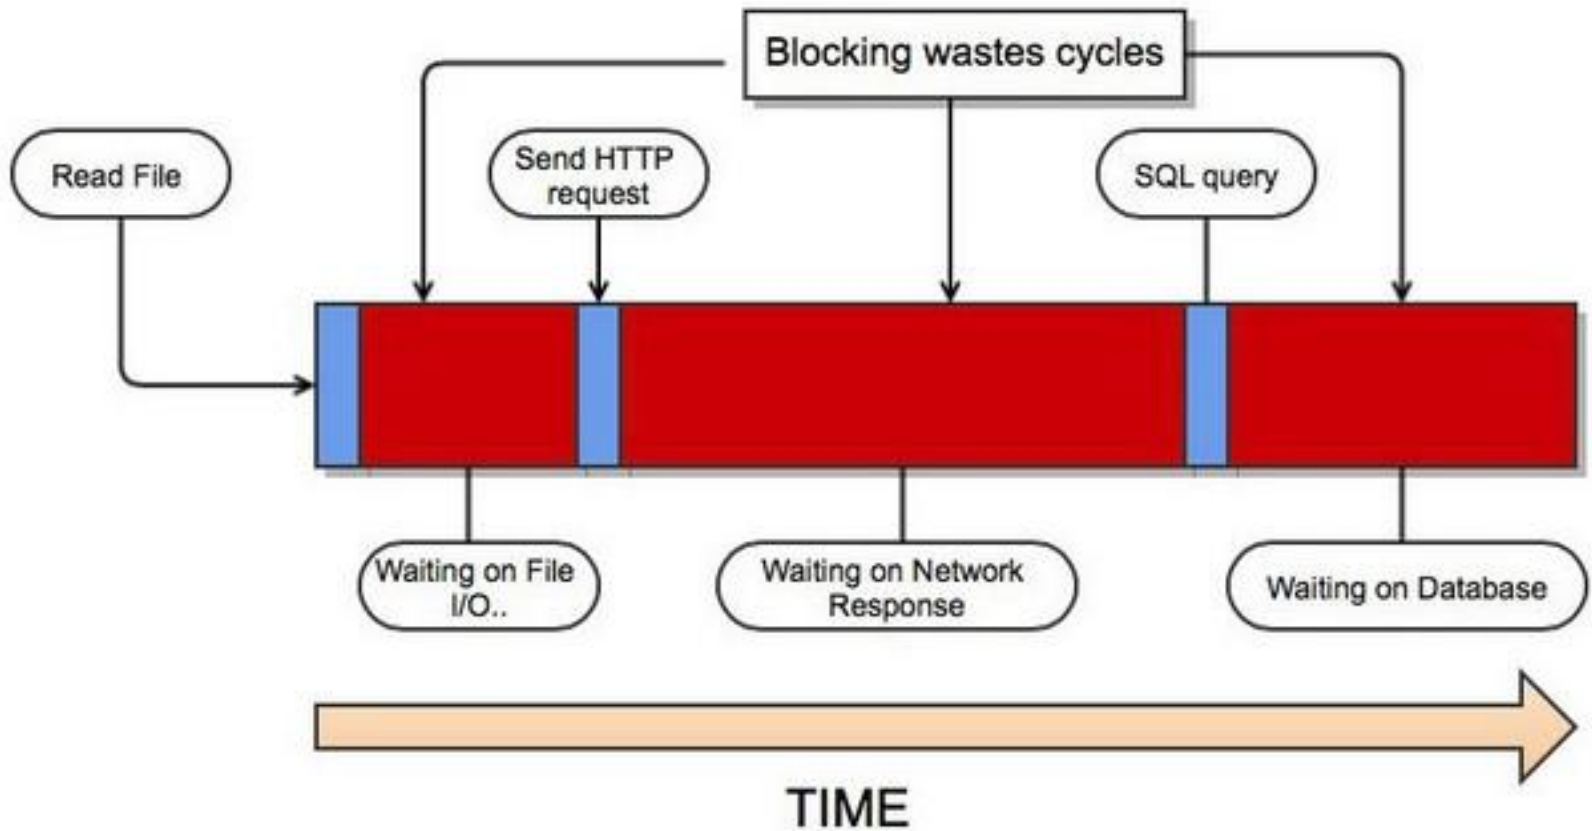 Blocking wastes cycles
Read File
Send HTTP
request
SQL query
Waiting on File
I/O..
Waiting on Network
Response
Waiting on Database
TIME